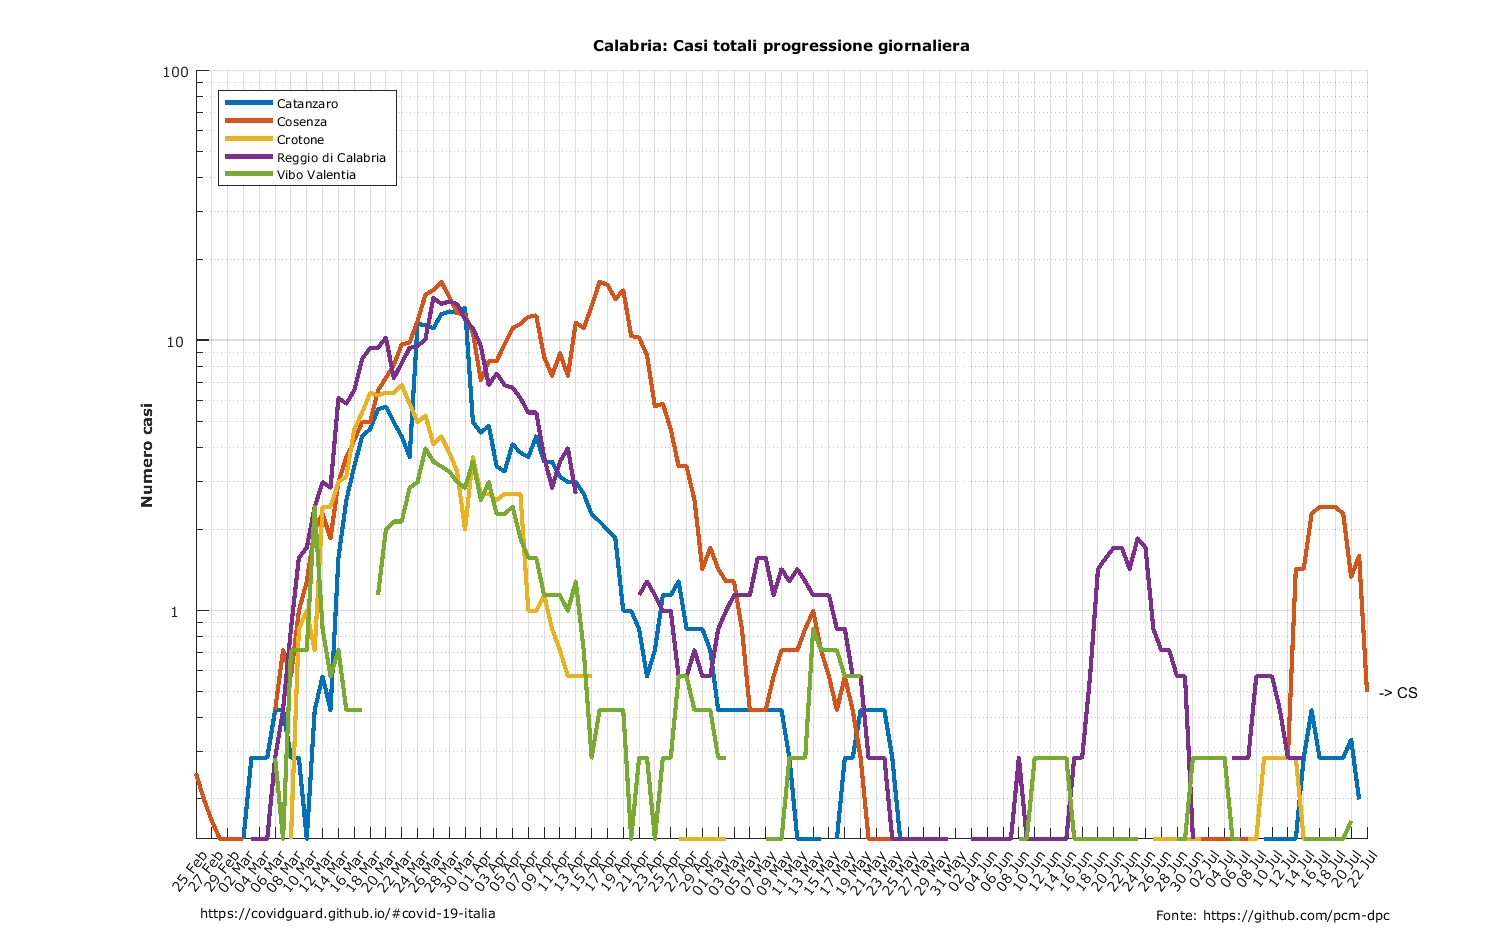 Calabria: Casi totali progressione giornaliera
100
10
1
Numero casi
Catanzaro
Cosenza
Crotone
Reggio di Calabria
Vibo Valentia
-> CS
25 Feb
27 Feb
29 Feb
02 Mar
04 Mar
06 Mar
08 Mar
10 Mar
12 Mar
14 Mar
16 Mar
18 Mar
20 Mar
22 Mar
24 Mar
26 Mar
28 Mar
30 Mar
01 Apr
03 Apr
05 Apr
07 Apr
09 Apr
11 Apr
13 Apr
15 Apr
17 Apr
19 Apr
21 Apr
23 Apr
25 Apr
27 Apr
29 Apr
01 May
03 May
05 May
07 May
09 May
11 May
13 May
15 May
17 May
19 May
21 May
23 May
25 May
27 May
29 May
31 May
02 Jun
04 Jun
06 Jun
08 Jun
10 Jun
12 Jun
14 Jun
16 Jun
18 Jun
20 Jun
22 Jun
24 Jun
26 Jun
28 Jun
30 Jun
02 Jul
04 Jul
06 Jul
08 Jul
10 Jul
12 Jul
14 Jul
16 Jul
18 Jul
20 Jul
22 Jul
https://covidguard.github.io/#covid-19-italia
Fonte: https://github.com/pcm-dpc